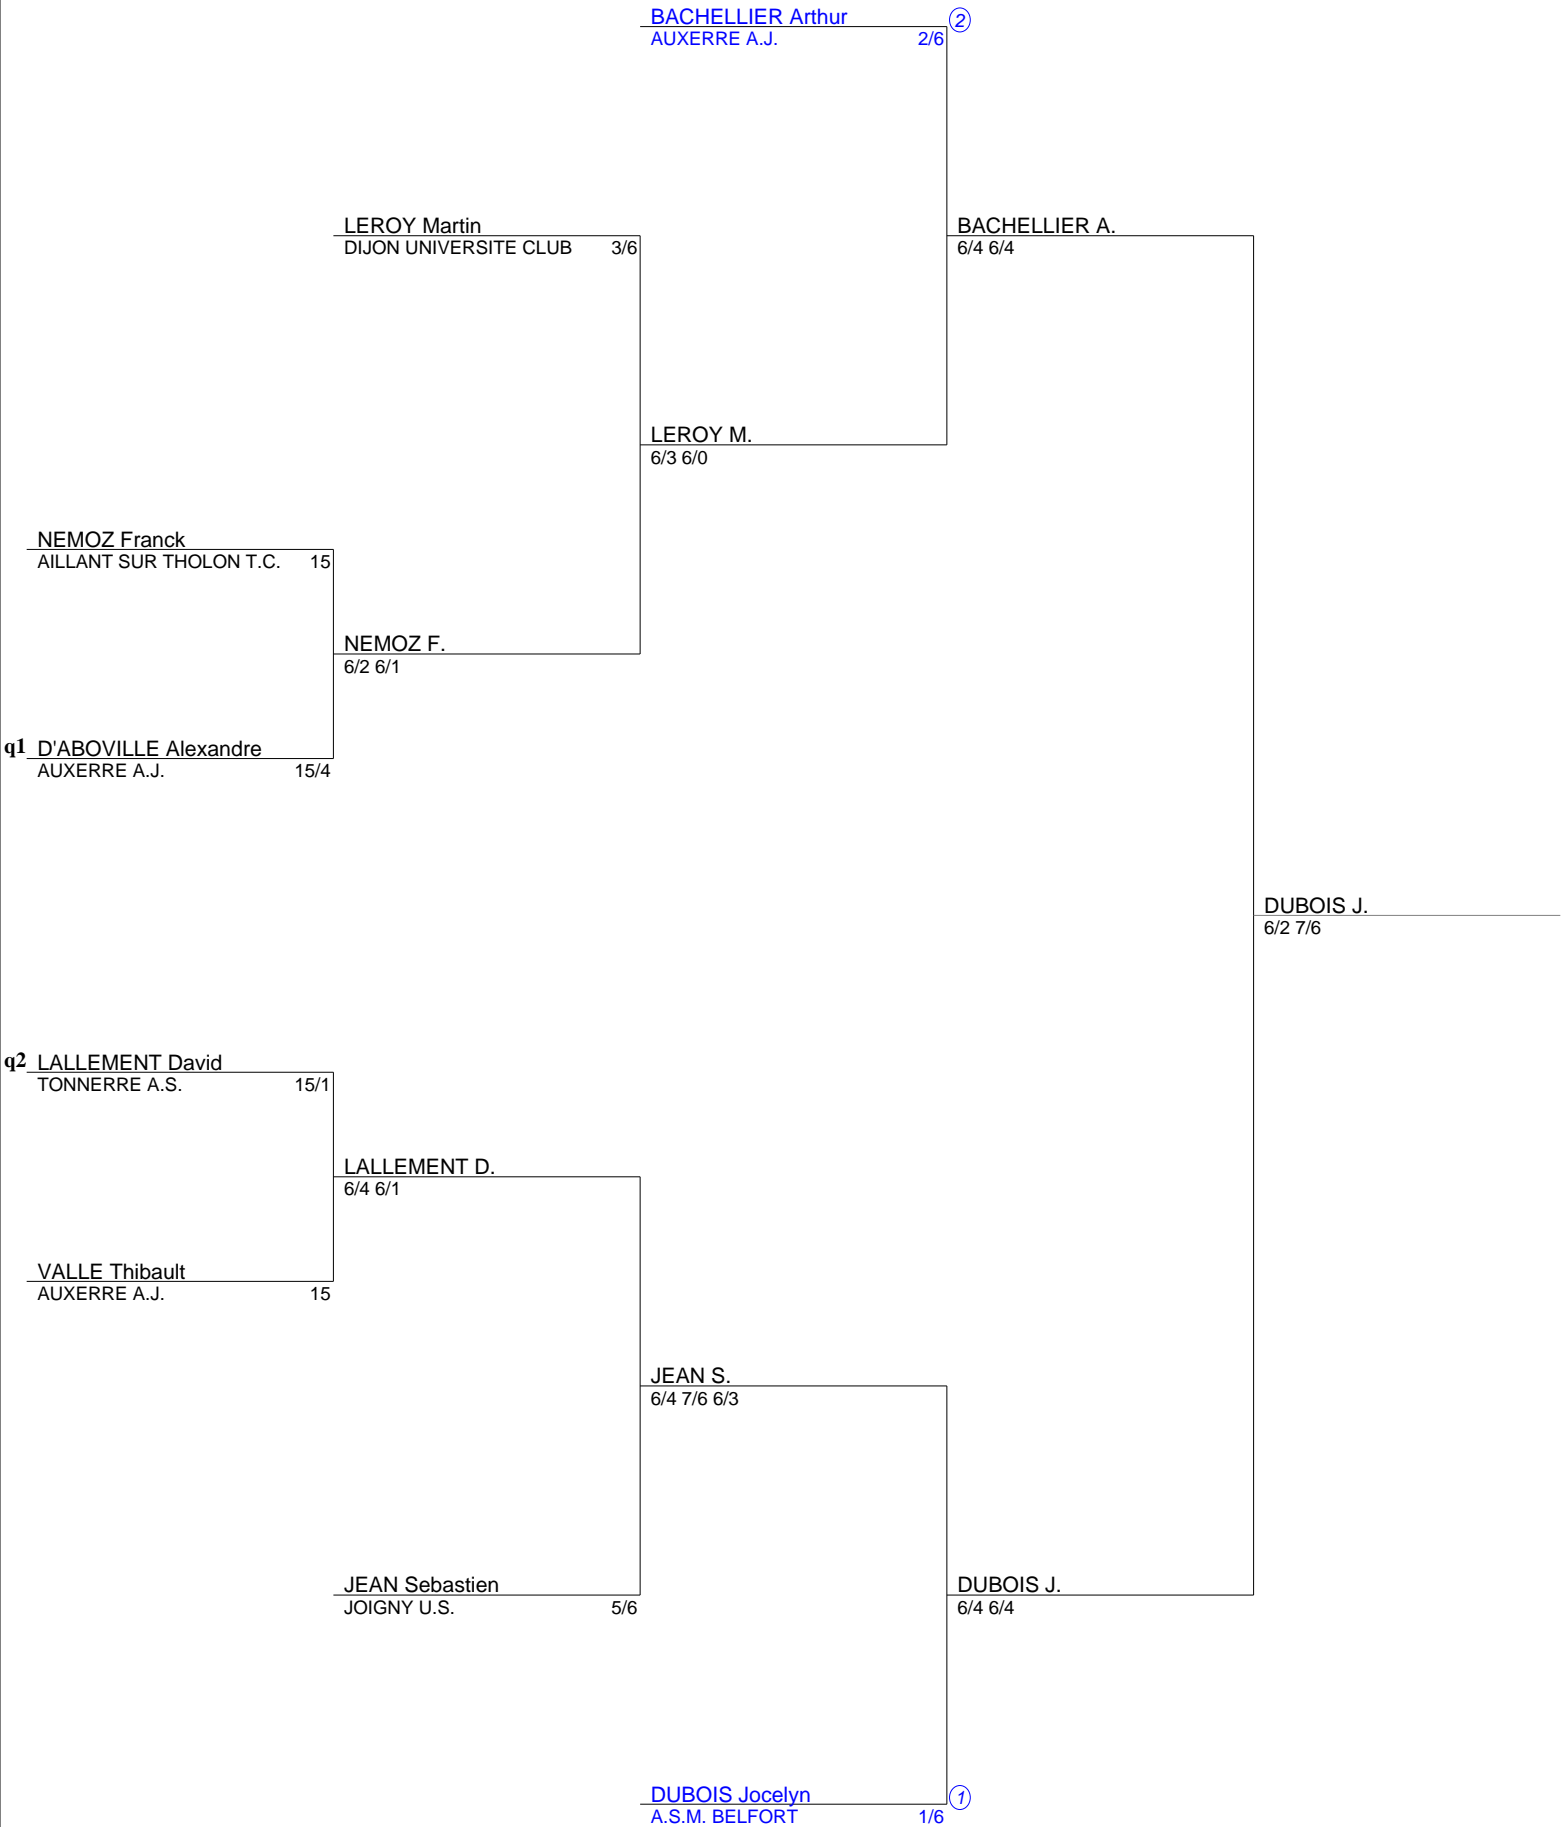 BACHELLIER Arthur 2
AUXERRE A.J. 2/6
LEROY Martin
DIJON UNIVERSITE CLUB 3/6
BACHELLIER A.
6/4 6/4
LEROY M.
6/3 6/0
NEMOZ Franck
AILLANT SUR THOLON T.C. 15
NEMOZ F.
6/2 6/1
q1 D'ABOVILLE Alexandre
AUXERRE A.J. 15/4
DUBOIS J.
6/2 7/6
q2 LALLEMENT David
TONNERRE A.S. 15/1
LALLEMENT D.
6/4 6/1
VALLE Thibault
AUXERRE A.J. 15
JEAN S.
6/4 7/6 6/3
JEAN Sebastien
JOIGNY U.S. 5/6
DUBOIS J.
6/4 6/4
DUBOIS Jocelyn 1
A.S.M. BELFORT 1/6